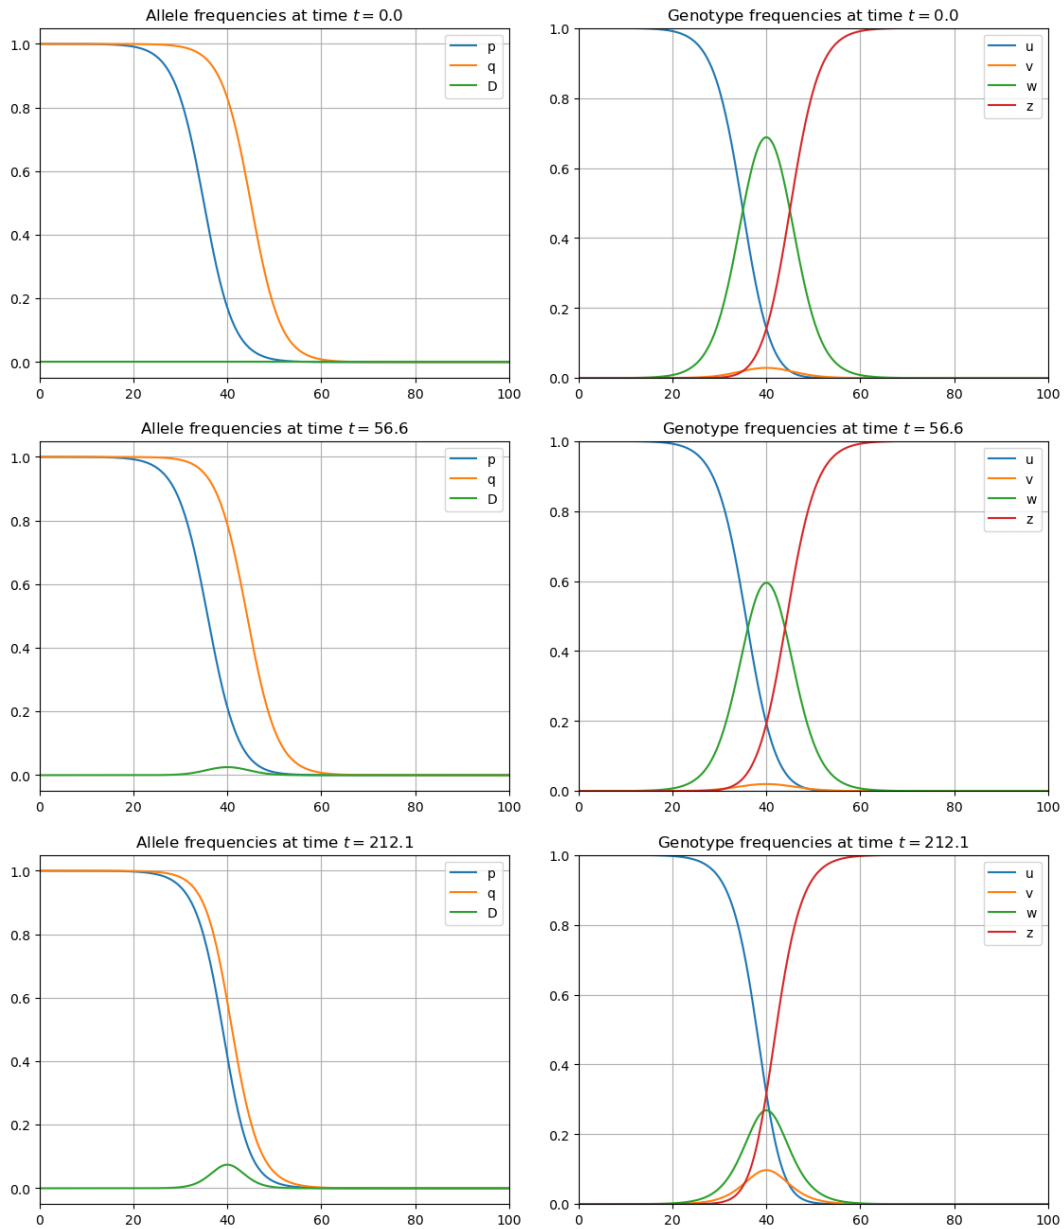 Allele frequencies at time t = 0.0
1.0
0.8
0.6
0.4
0.2
0.0
0 20 40 60 80 100
p
q
D
Genotype frequencies at time t = 0.0
1.0
0.8
0.6
0.4
0.2
0.0
0 20 40 60 80 100
u
v
w
z
Allele frequencies at time t = 56.6
1.0
0.8
0.6
0.4
0.2
0.0
0 20 40 60 80 100
p
q
D
Genotype frequencies at time t = 56.6
1.0
0.8
0.6
0.4
0.2
0.0
0 20 40 60 80 100
u
v
w
z
Allele frequencies at time t = 212.1
1.0
0.8
0.6
0.4
0.2
0.0
0 20 40 60 80 100
p
q
D
Genotype frequencies at time t = 212.1
1.0
0.8
0.6
0.4
0.2
0.0
0 20 40 60 80 100
u
v
w
z